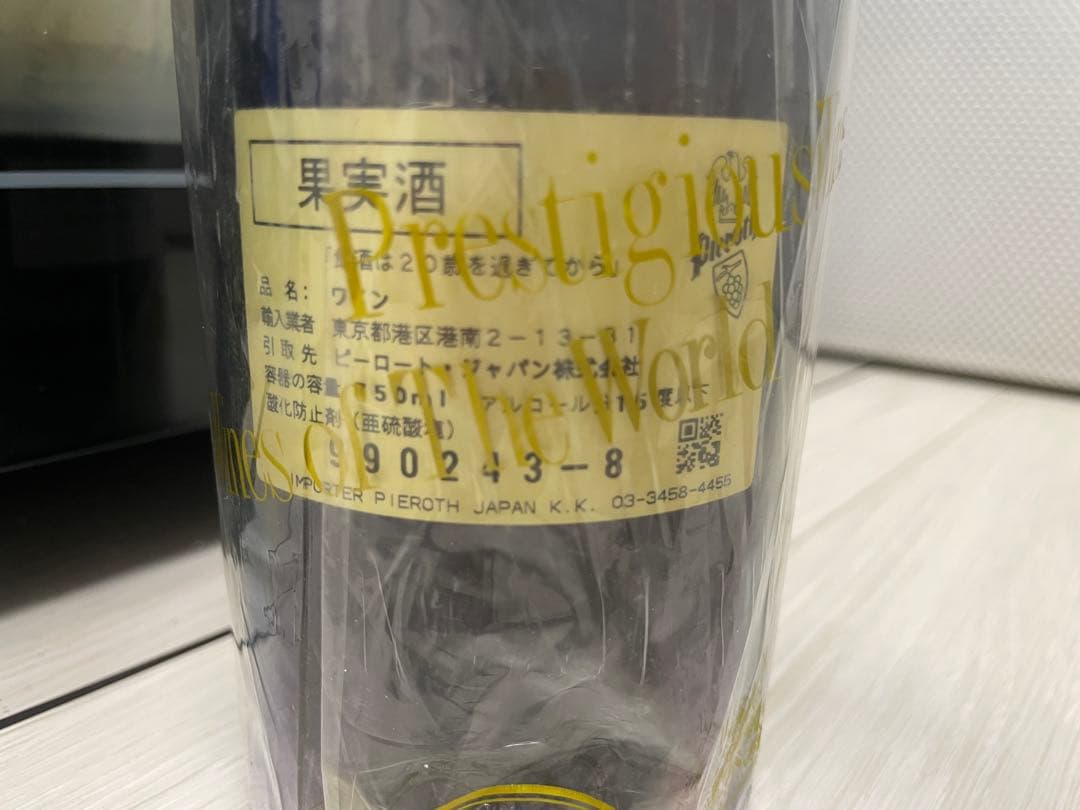 果実酒
「飲酒は20歳を過ぎてから」
品名: ワイン
輸入業者 東京都港区港南2-13-31
引取先 ピーロート・ジャパン株式会社
容器の容量 750ml アルコール分15度以下
酸化防止剤(亜硫酸塩)
990243-8
IMPORTER PIEROTH JAPAN K.K. 03-3458-4455
Pieroth
Prestigious
Wines of The World